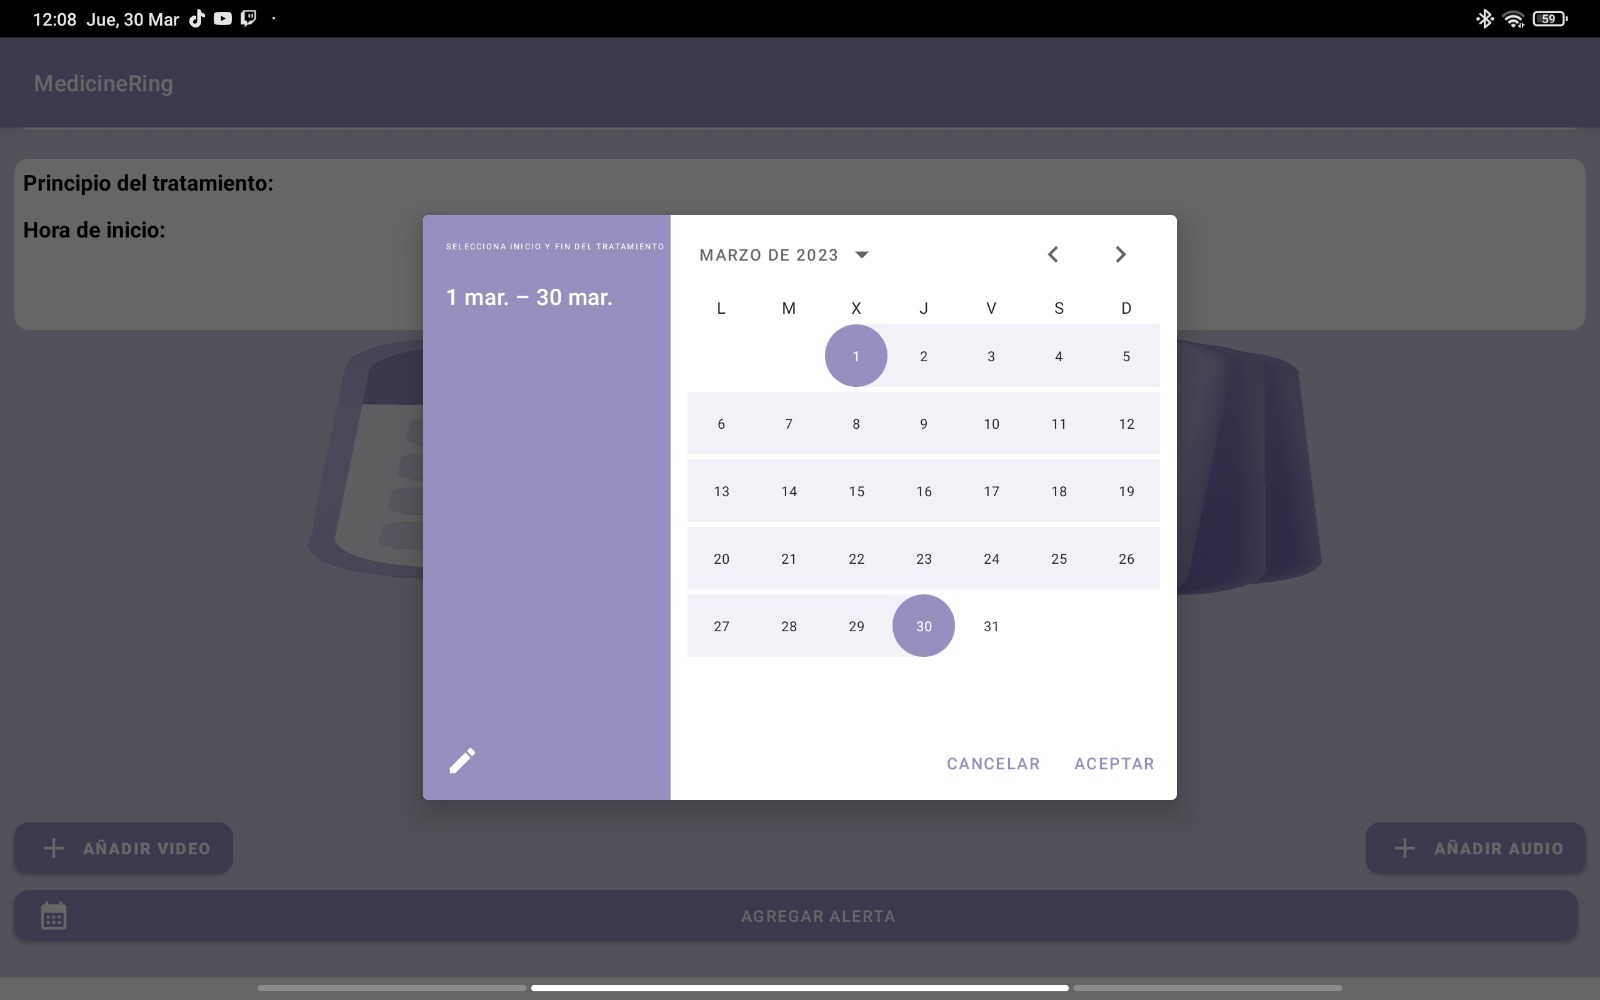 12:08 Jue, 30 Mar
59
MedicineRing
Principio del tratamiento:
Hora de inicio:
SELECCIONA INICIO Y FIN DEL TRATAMIENTO
1 mar. – 30 mar.
MARZO DE 2023
L M X J V S D
1 2 3 4 5
6 7 8 9 10 11 12
13 14 15 16 17 18 19
20 21 22 23 24 25 26
27 28 29 30 31
CANCELAR ACEPTAR
AÑADIR VIDEO
AÑADIR AUDIO
AGREGAR ALERTA